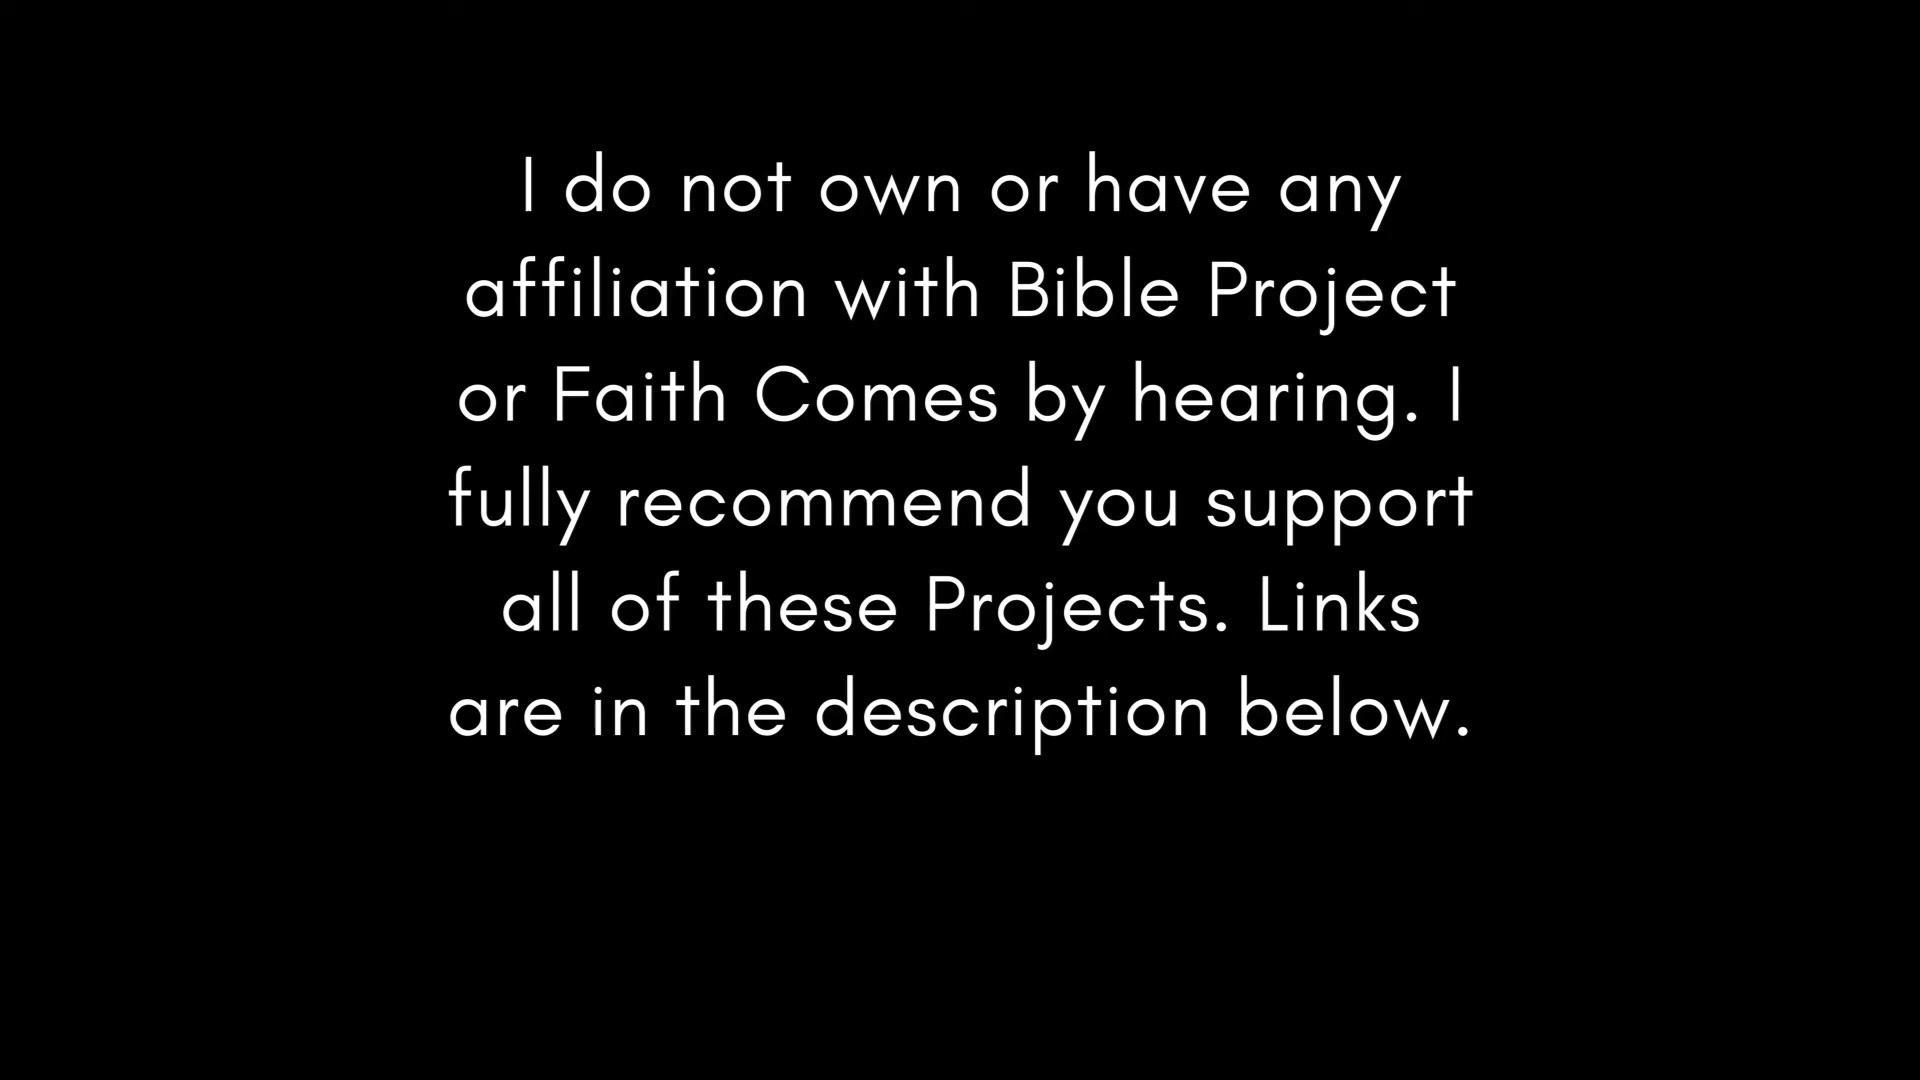 I do not own or have any
affiliation with Bible Project
or Faith Comes by hearing. I
fully recommend you support
all of these Projects. Links
are in the description below.